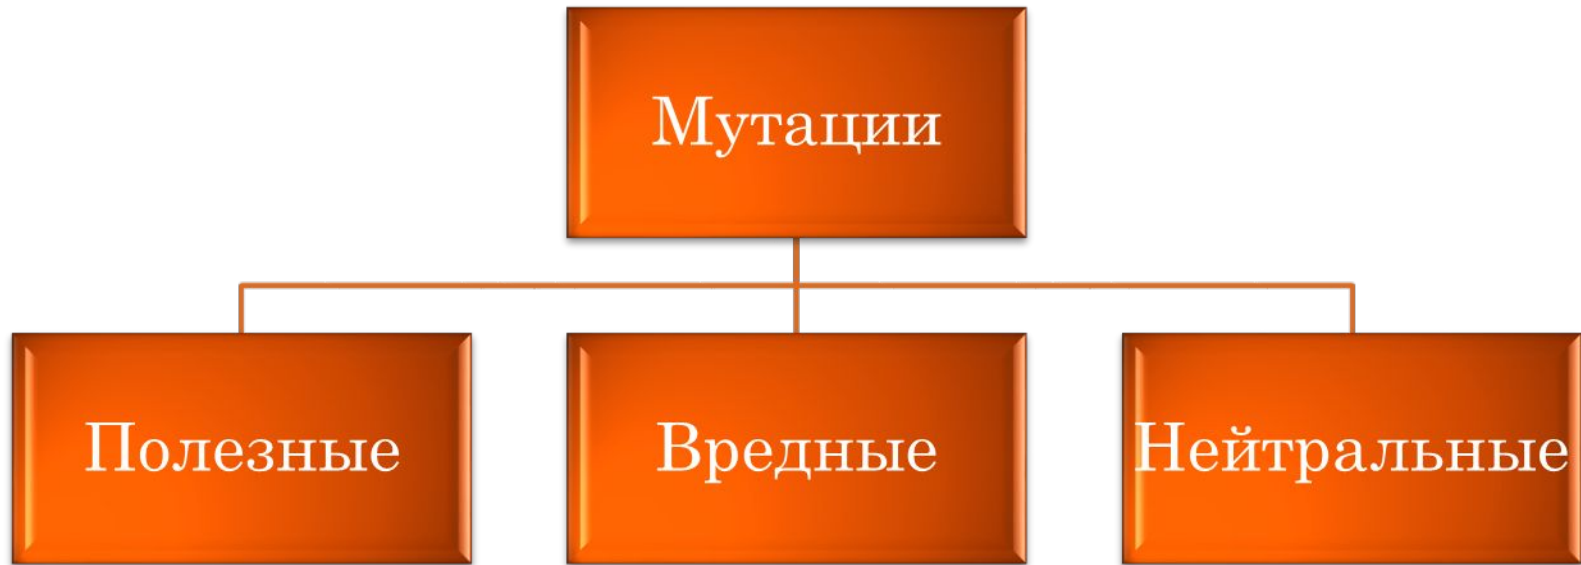 Мутации
Полезные
Вредные
Нейтральные